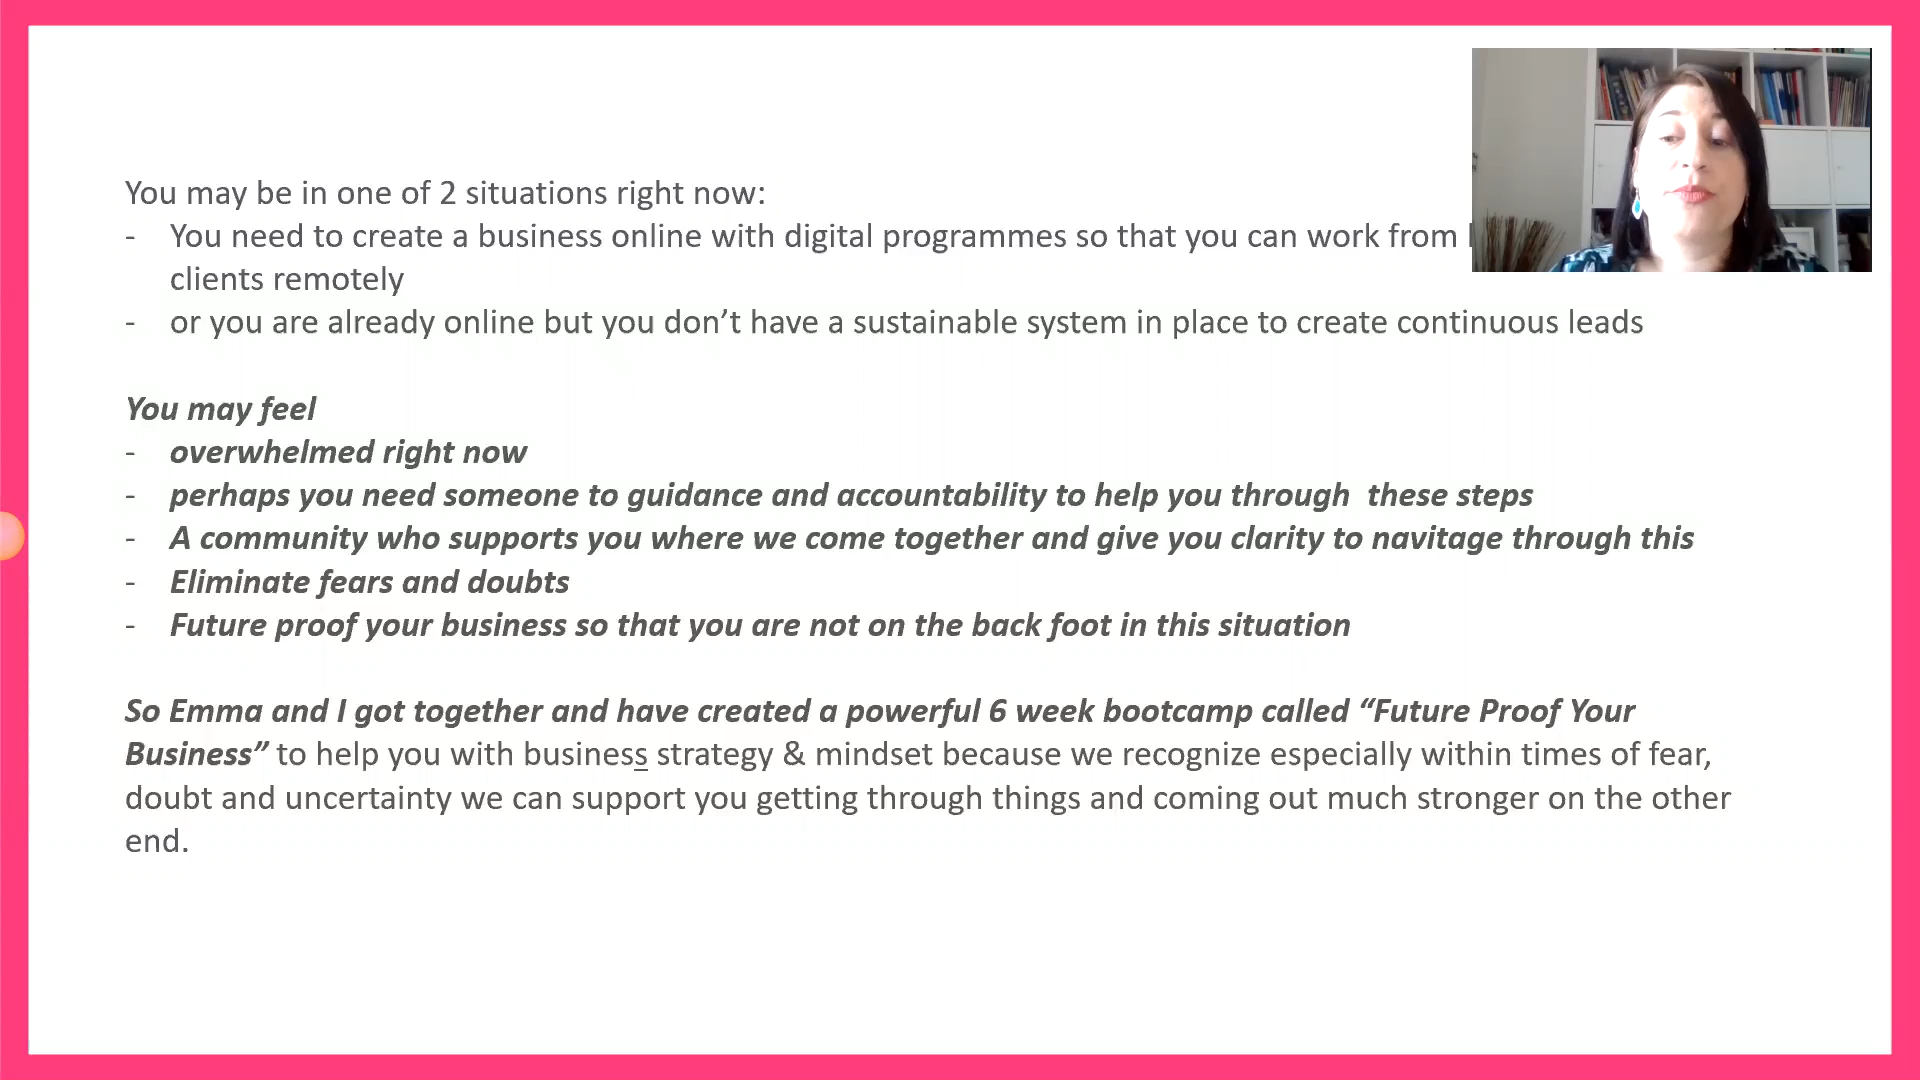 You may be in one of 2 situations right now:
- You need to create a business online with digital programmes so that you can work from
clients remotely
- or you are already online but you don’t have a sustainable system in place to create continuous leads
You may feel
- overwhelmed right now
- perhaps you need someone to guidance and accountability to help you through  these steps
- A community who supports you where we come together and give you clarity to navitage through this
- Eliminate fears and doubts
- Future proof your business so that you are not on the back foot in this situation
So Emma and I got together and have created a powerful 6 week bootcamp called “Future Proof Your
Business” to help you with business strategy & mindset because we recognize especially within times of fear,
doubt and uncertainty we can support you getting through things and coming out much stronger on the other
end.